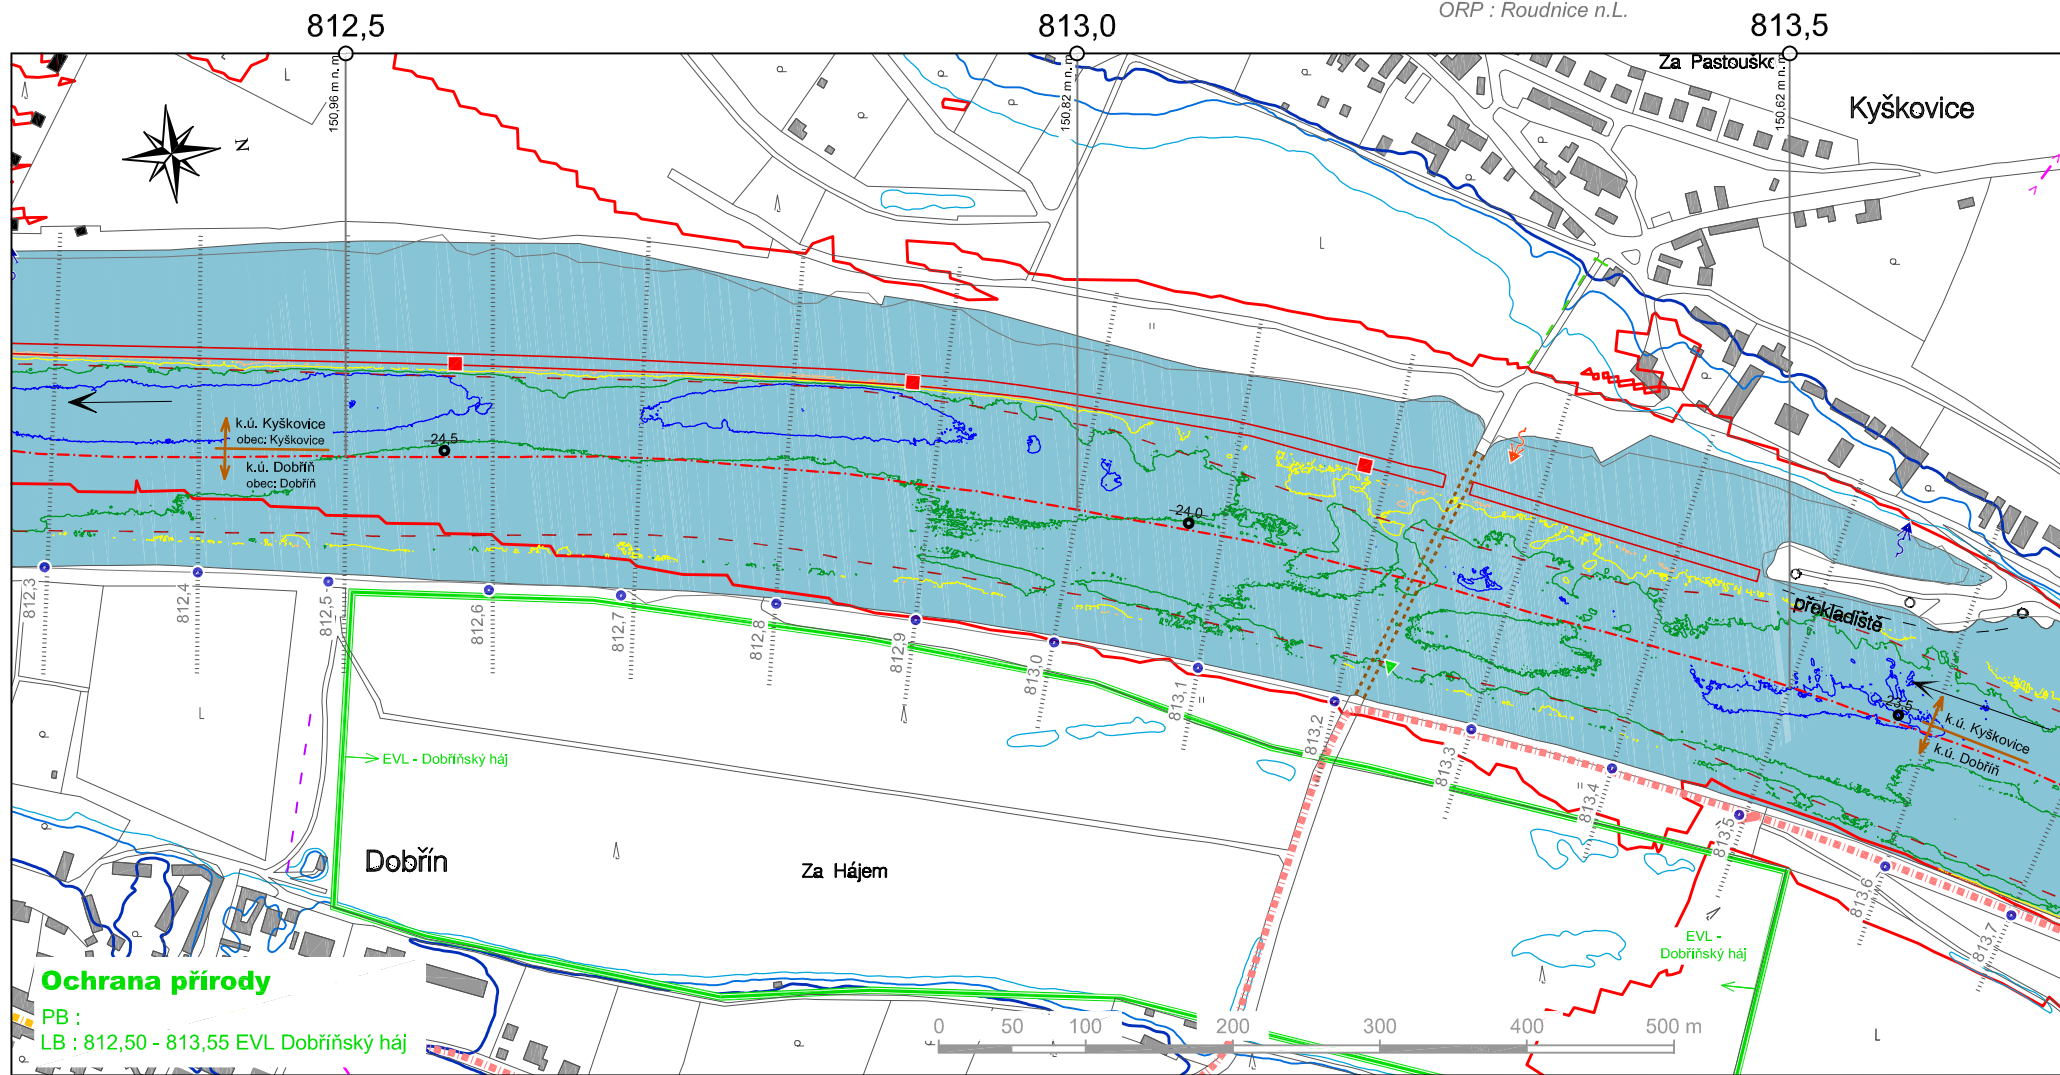 ORP : Roudnice n.L.
812,5
813,0
813,5
150,96 m n. m
150,82 m n. m
150,62 m n. m
Za Pastouško
Kyškovice
N
k.ú. Kyškovice
obec: Kyškovice
k.ú. Dobříň
obec: Dobříň
24,5
24,0
23,5
překladiště
k.ú. Kyškovice
k.ú. Dobříň
812,3
812,4
812,5
812,6
812,7
812,8
812,9
813,0
813,1
813,2
813,3
813,4
813,5
813,6
813,7
EVL - Dobříňský háj
Dobřín
Za Hájem
EVL -
Dobříňský háj
Ochrana přírody
PB :
LB : 812,50 - 813,55 EVL Dobříňský háj
0 50 100 200 300 400 500 m